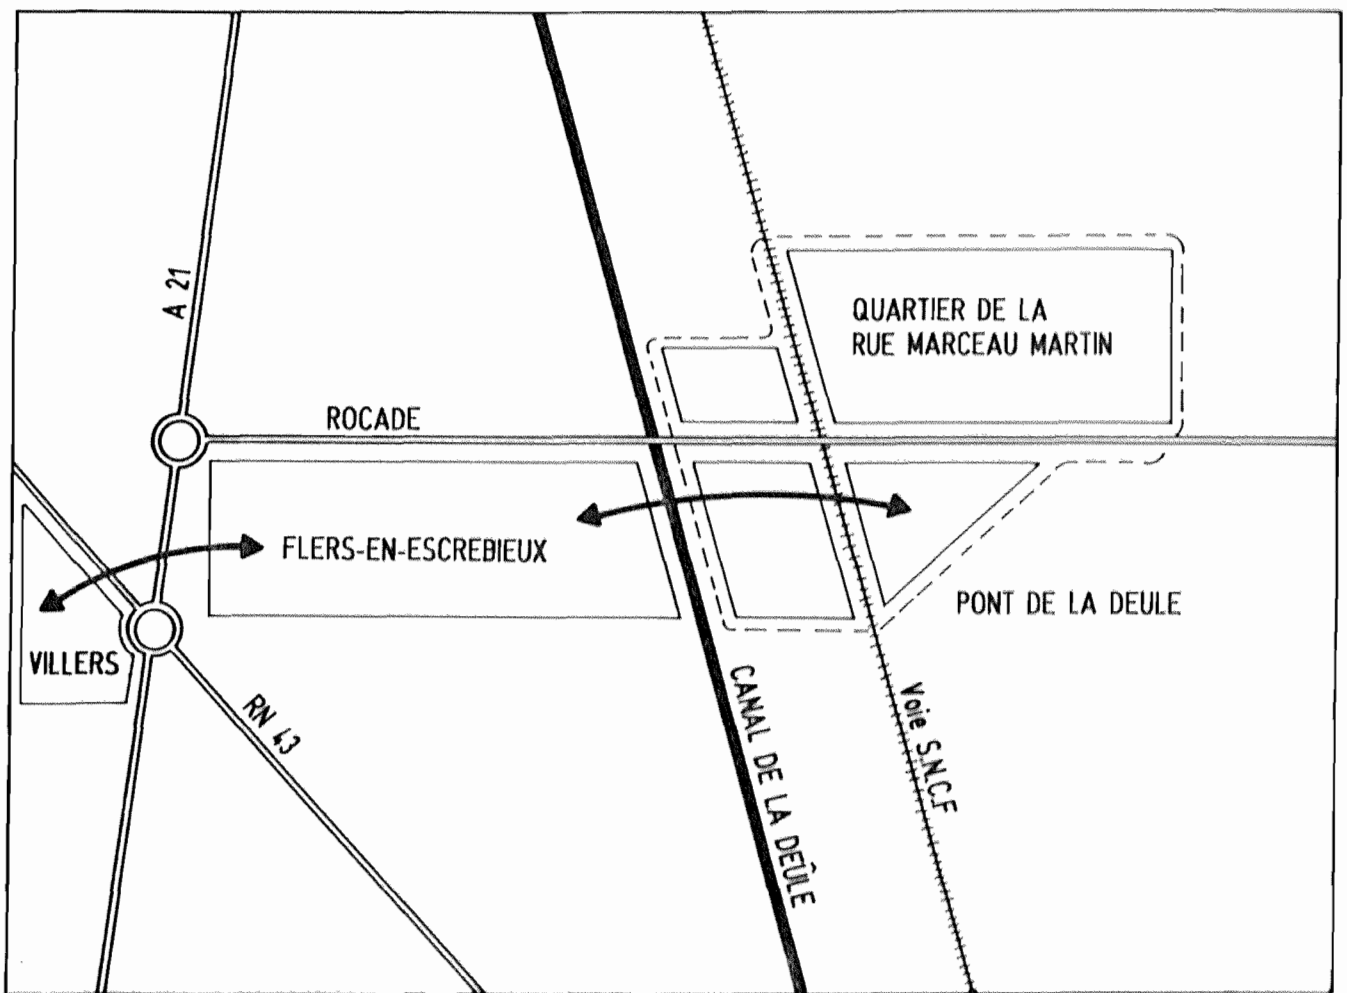 A 21
QUARTIER DE LA
RUE MARCEAU MARTIN
ROCADE
FLERS-EN-ESCREBIEUX
PONT DE LA DEULE
VILLERS
RN 43
CANAL DE LA DEÛLE
Voie S.N.C.F